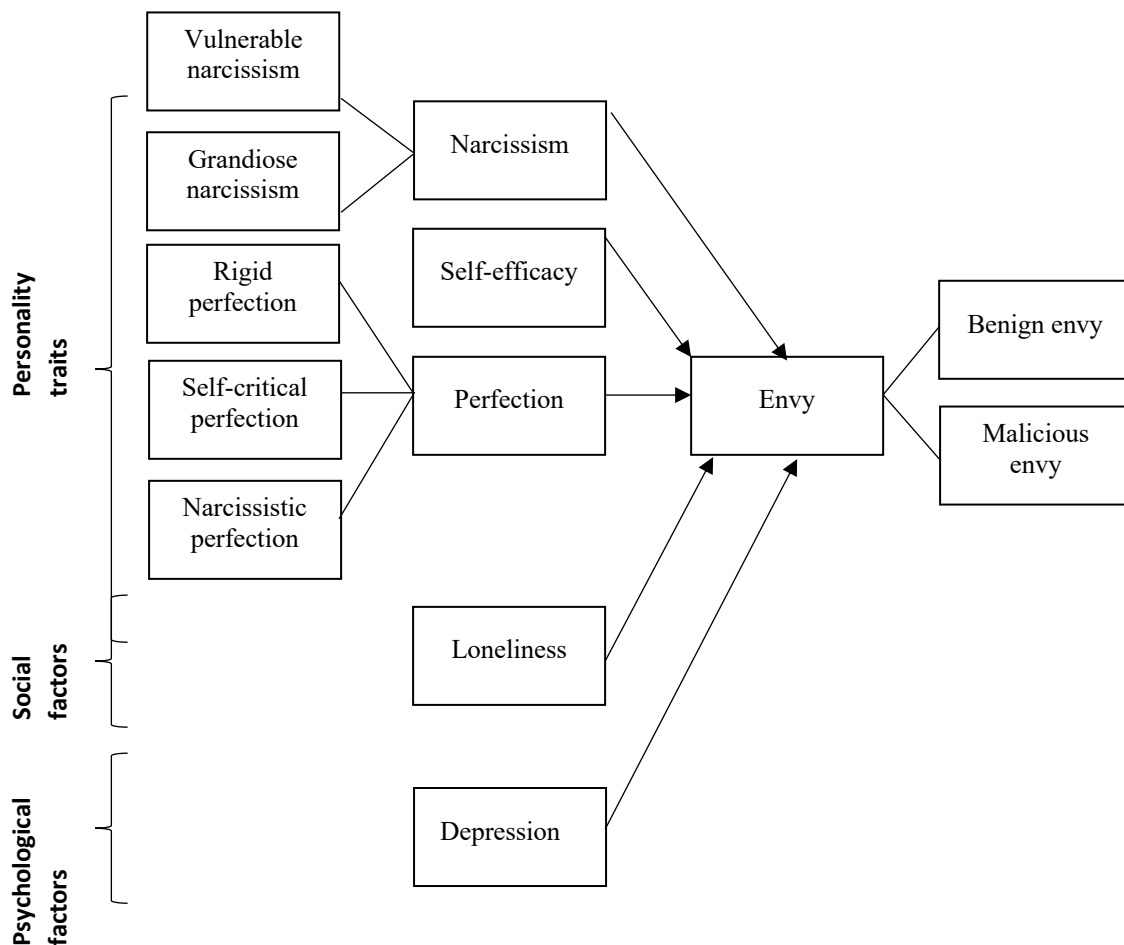 Vulnerable
narcissism
Grandiose
narcissism
Rigid
perfection
Self-critical
perfection
Narcissistic
perfection
Narcissism
Self-efficacy
Perfection
Loneliness
Depression
Envy
Benign envy
Malicious
envy
Personality
traits
Social
factors
Psychological
factors